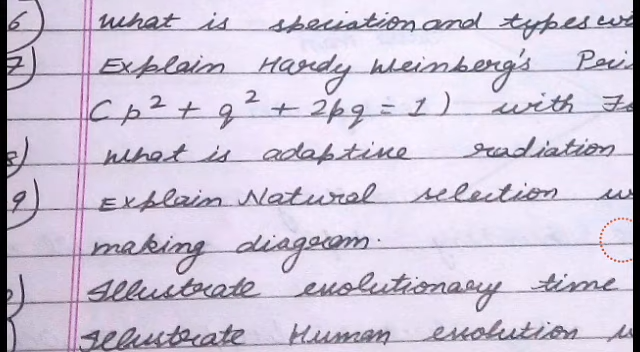 6) What is speciation and types
7) Explain Hardy Weinberg's
(p² + q² + 2pq = 1) with
8) What is adaptive radiation
9) Explain Natural selection
making diagram.
Illustrate evolutionary time
Illustrate Human evolution